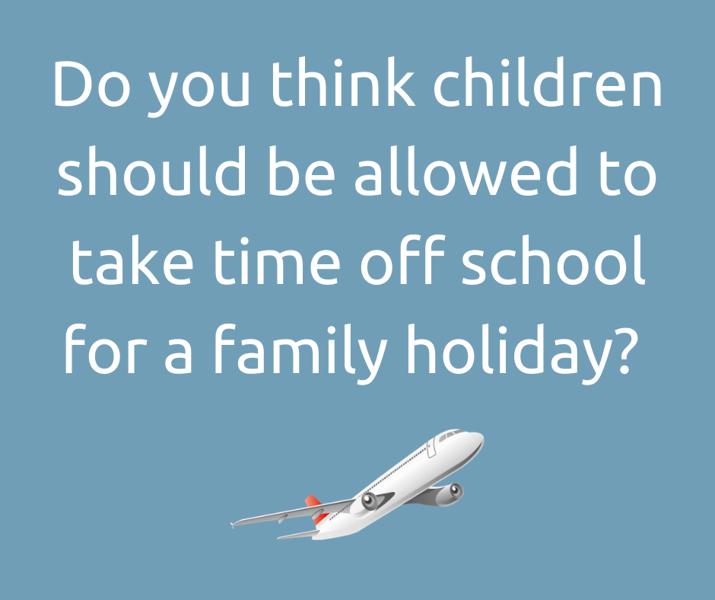 Do you think children
should be allowed to
take time off school
for a family holiday?